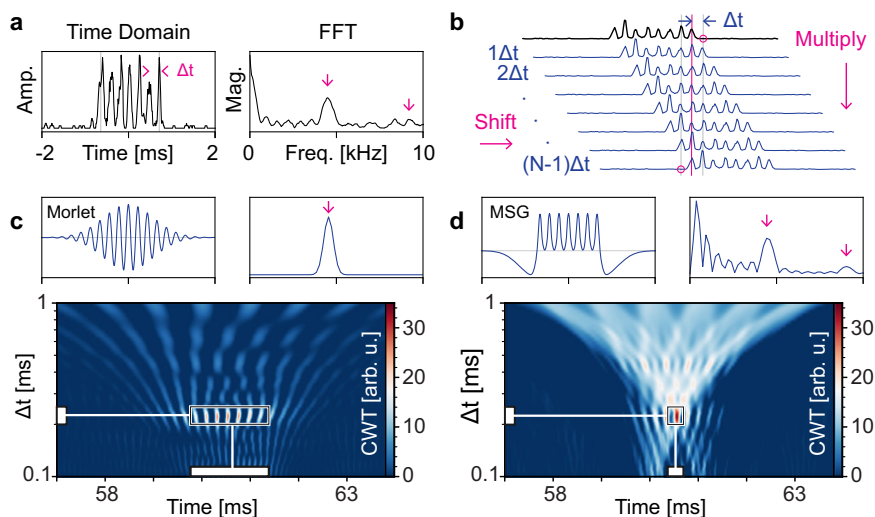 a
Time Domain
FFT
Amp.
Δt
-2
Time [ms]
2
Mag.
0
Freq. [kHz]
10
b
Δt
1Δt
2Δt
Multiply
Shift
(N-1)Δt
c
Morlet
1
Δt [ms]
0.1
58
Time [ms]
63
CWT [arb. u.]
30
20
10
0
d
MSG
1
Δt [ms]
0.1
58
Time [ms]
63
CWT [arb. u.]
30
20
10
0